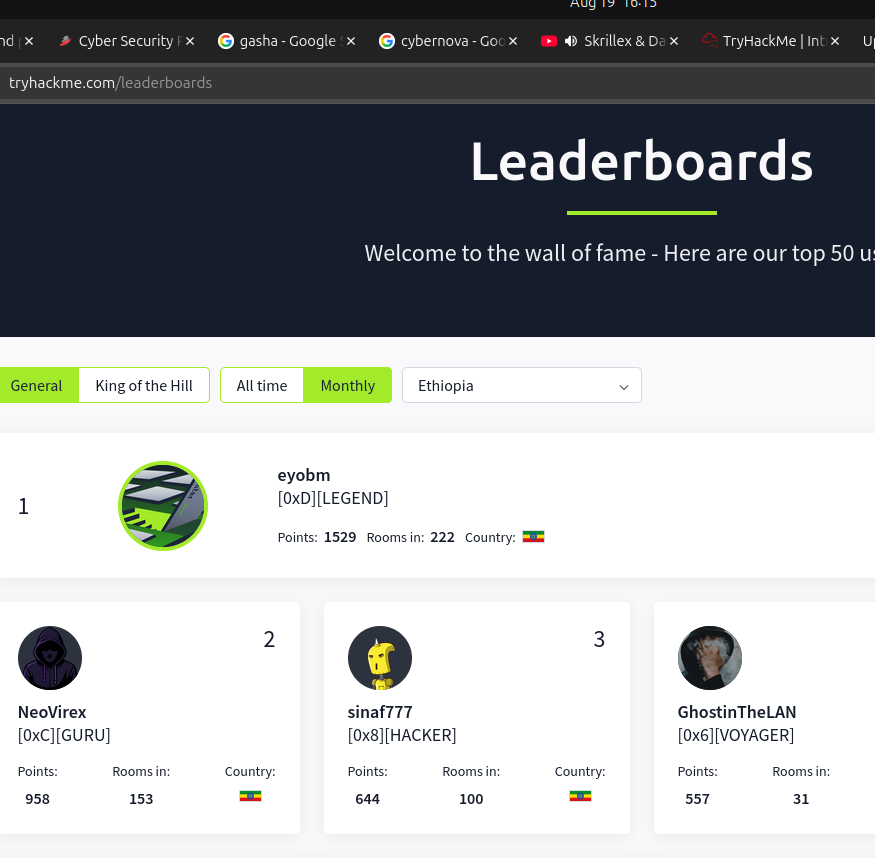 Aug 19 16:15
nd p × Cyber Security F × gasha - Google S × cybernova - Goo × Skrillex & Da × TryHackMe | Int × Up
tryhackme.com/leaderboards
Leaderboards
Welcome to the wall of fame - Here are our top 50 us
General King of the Hill All time Monthly Ethiopia
1
eyobm
[0xD][LEGEND]
Points: 1529 Rooms in: 222 Country:
2
NeoVirex
[0xC][GURU]
Points: Rooms in: Country:
958 153
3
sinaf777
[0x8][HACKER]
Points: Rooms in: Country:
644 100
GhostinTheLAN
[0x6][VOYAGER]
Points: Rooms in:
557 31